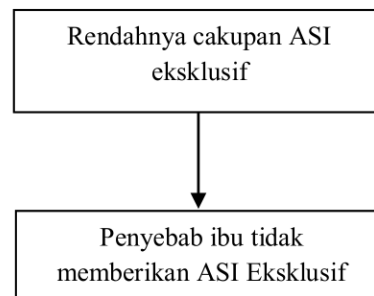 Rendahnya cakupan ASI
eksklusif
Penyebab ibu tidak
memberikan ASI Eksklusif